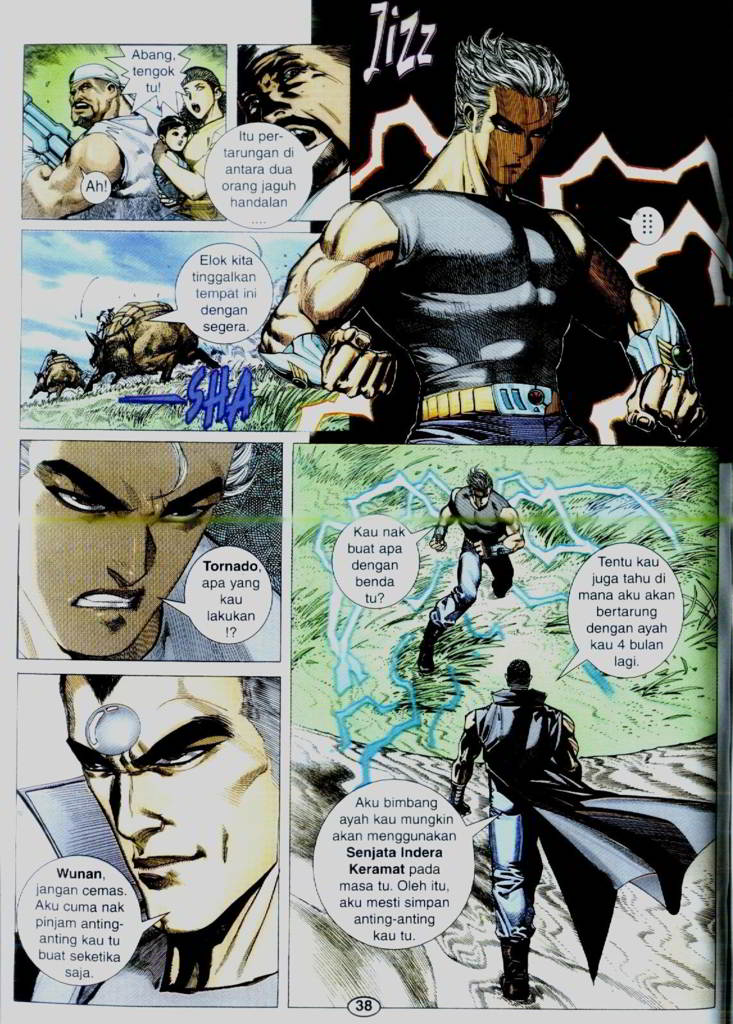 Abang,
tengok
tu!
Ah!
Itu per-
tarungan di
antara dua
orang jaguh
handalan
....
Jizz
Elok kita
tinggalkan
tempat ini
dengan
segera.
SHA
Tornado,
apa yang
kau
lakukan
!?
Wunan,
jangan cemas.
Aku cuma nak
pinjam anting-
anting kau tu
buat seketika
saja.
Kau nak
buat apa
dengan
benda
tu?
Tentu kau
juga tahu di
mana aku akan
bertarung
dengan ayah
kau 4 bulan
lagi.
Aku bimbang
ayah kau mungkin
akan menggunakan
Senjata Indera
Keramat pada
masa tu. Oleh itu,
aku mesti simpan
anting-anting
kau tu.
38